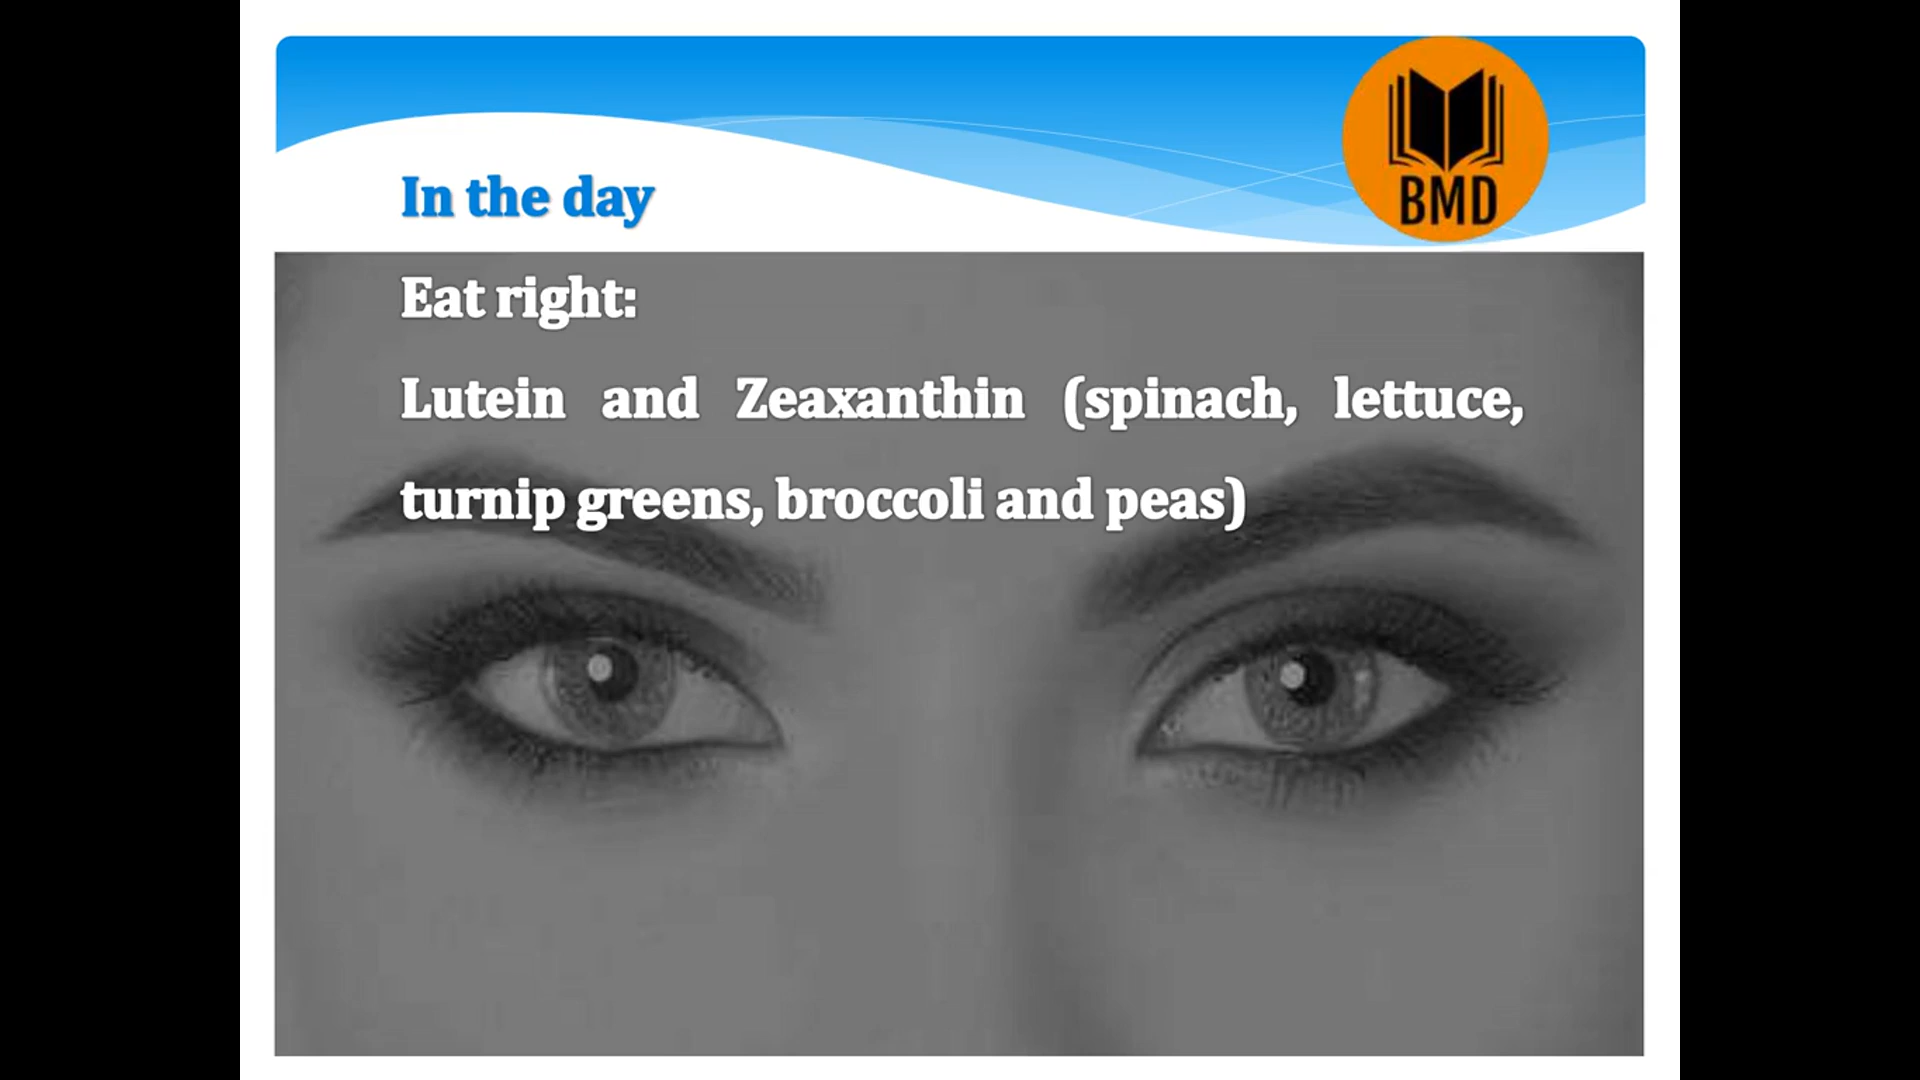 BMD
In the day
Eat right:
Lutein and Zeaxanthin (spinach, lettuce,
turnip greens, broccoli and peas)